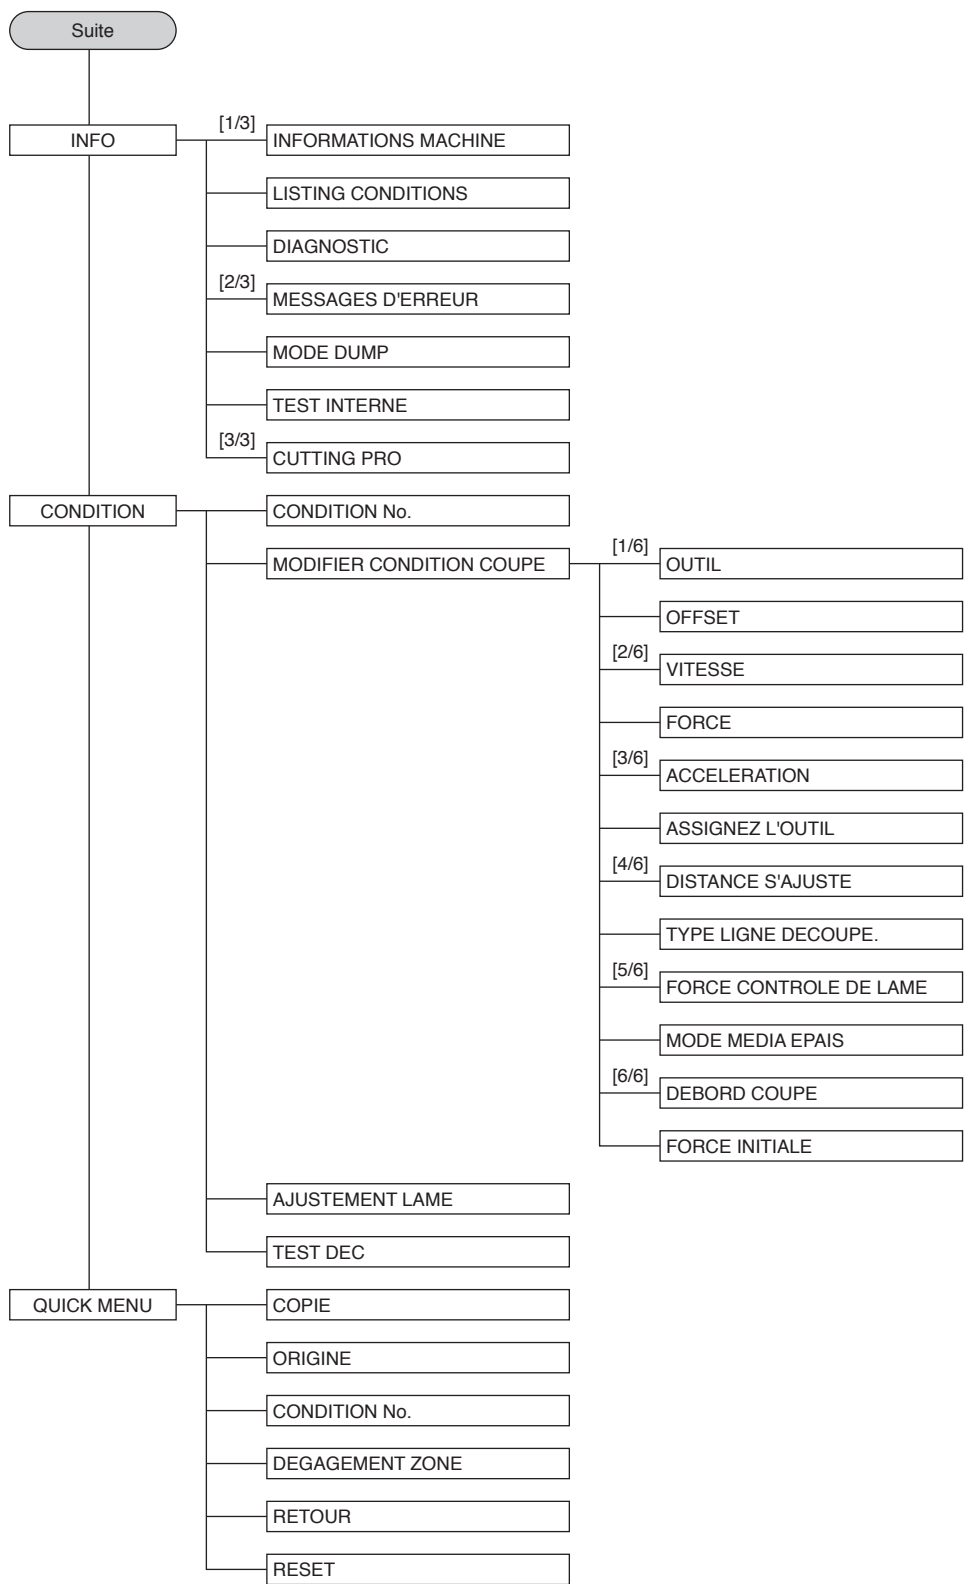 Suite
INFO
[1/3]
INFORMATIONS MACHINE
LISTING CONDITIONS
DIAGNOSTIC
[2/3]
MESSAGES D'ERREUR
MODE DUMP
TEST INTERNE
[3/3]
CUTTING PRO
CONDITION
CONDITION No.
MODIFIER CONDITION COUPE
[1/6]
OUTIL
OFFSET
[2/6]
VITESSE
FORCE
[3/6]
ACCELERATION
ASSIGNEZ L'OUTIL
[4/6]
DISTANCE S'AJUSTE
TYPE LIGNE DECOUPE.
[5/6]
FORCE CONTROLE DE LAME
MODE MEDIA EPAIS
[6/6]
DEBORD COUPE
FORCE INITIALE
AJUSTEMENT LAME
TEST DEC
QUICK MENU
COPIE
ORIGINE
CONDITION No.
DEGAGEMENT ZONE
RETOUR
RESET